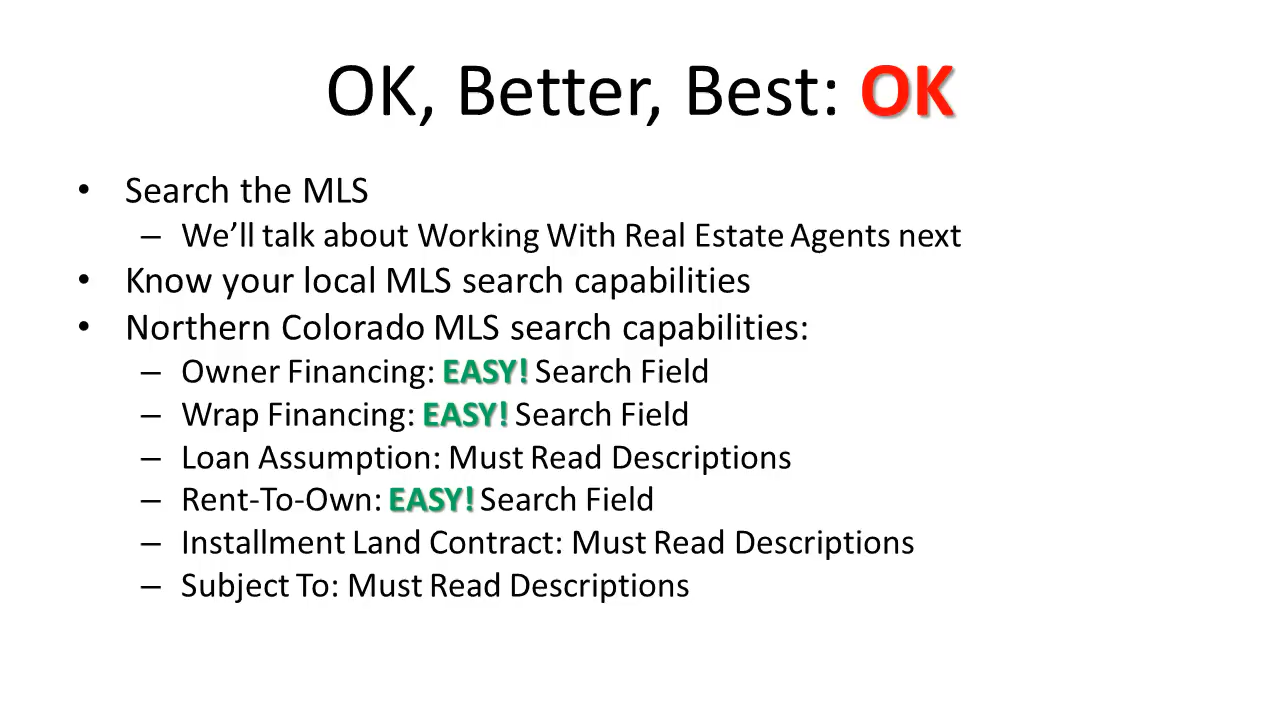 OK, Better, Best: OK
• Search the MLS
– We’ll talk about Working With Real Estate Agents next
• Know your local MLS search capabilities
• Northern Colorado MLS search capabilities:
– Owner Financing: EASY! Search Field
– Wrap Financing: EASY! Search Field
– Loan Assumption: Must Read Descriptions
– Rent-To-Own: EASY! Search Field
– Installment Land Contract: Must Read Descriptions
– Subject To: Must Read Descriptions